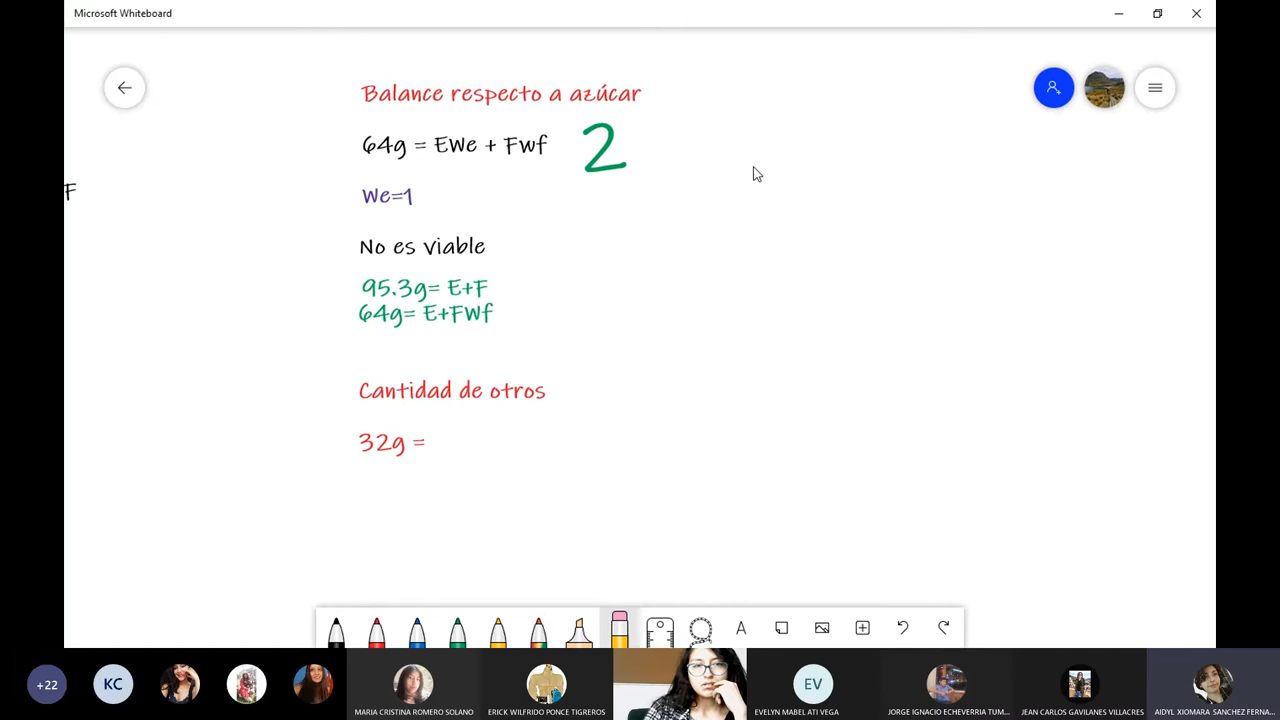 Microsoft Whiteboard
Balance respecto a azúcar
64g = EWe + Fwf 2
F
We=1
No es viable
95.3g= E+F
64g= E+FWf
Cantidad de otros
32g =
A
+22
KC
EV
MARIA CRISTINA ROMERO SOLANO
ERICK WILFRIDO PONCE TIGREROS
EVELYN MABEL ATI VEGA
JORGE IGNACIO ECHEVERRIA TUM...
JEAN CARLOS GAVILANES VILLACRES
AIDYL XIOMARA SANCHEZ FERNA...